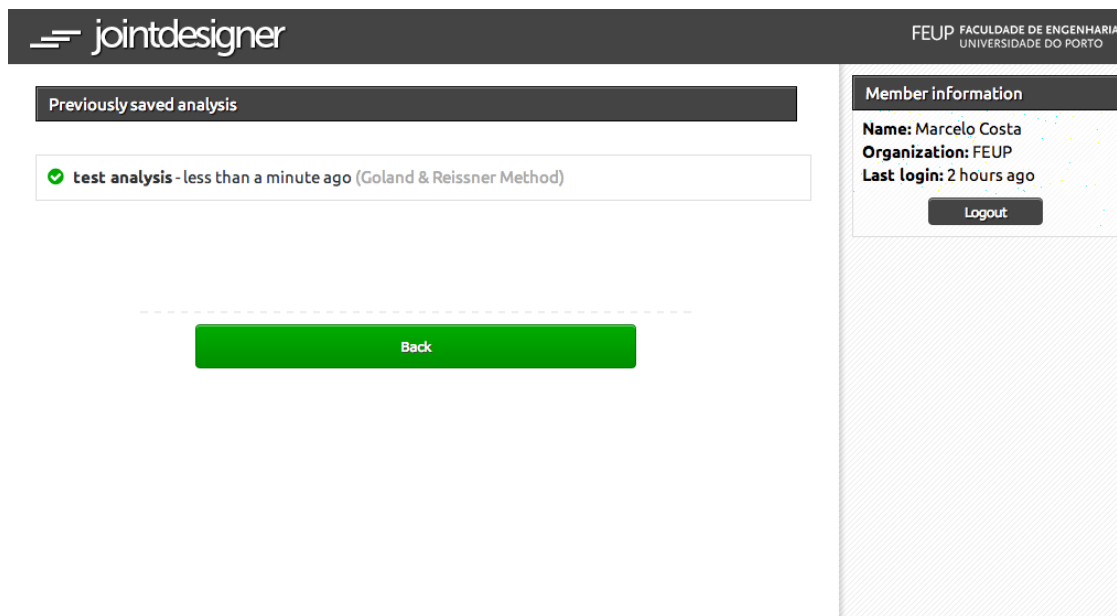 jointdesigner
FEUP FACULDADE DE ENGENHARIA
UNIVERSIDADE DO PORTO
Previously saved analysis
test analysis - less than a minute ago (Goland & Reissner Method)
Back
Member information
Name: Marcelo Costa
Organization: FEUP
Last login: 2 hours ago
Logout